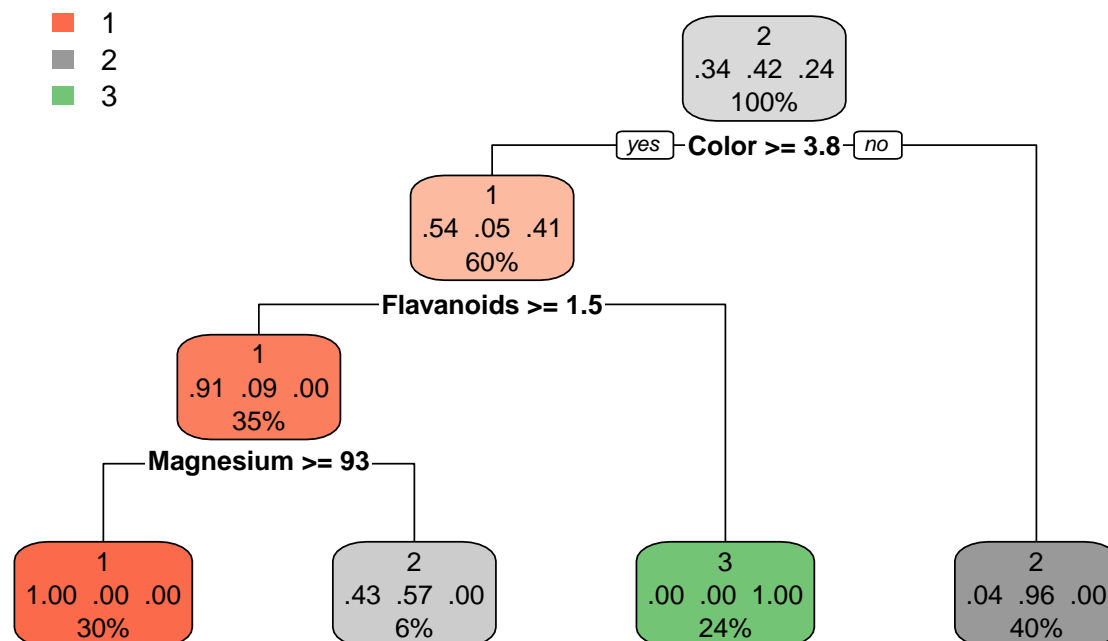 1
2
3
2
.34 .42 .24
100%
yes Color >= 3.8 no
1
.54 .05 .41
60%
Flavanoids >= 1.5
1
.91 .09 .00
35%
Magnesium >= 93
1
1.00 .00 .00
30%
2
.43 .57 .00
6%
3
.00 .00 1.00
24%
2
.04 .96 .00
40%